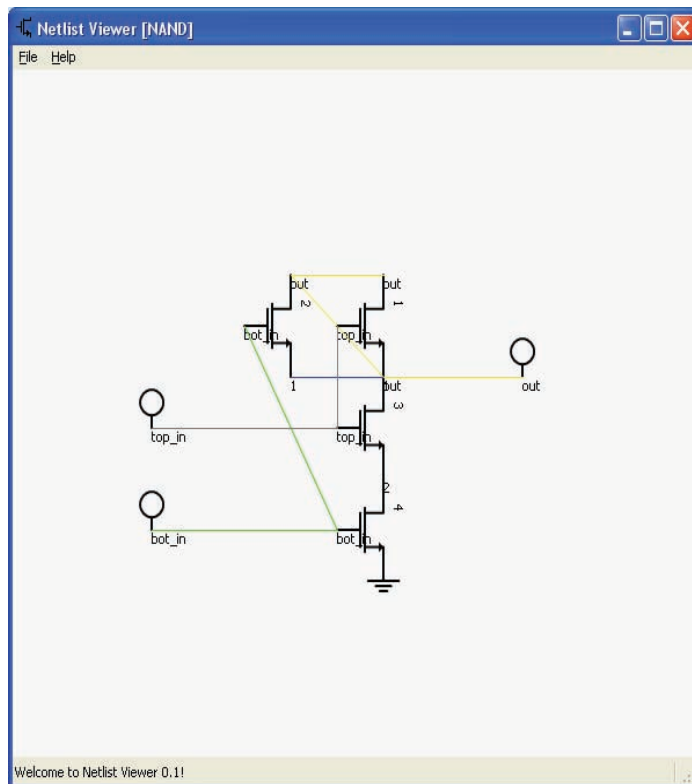 Netlist Viewer [NAND]
File Help
out out
2 1
bot_in top_in
1 out out
3
top_in top_in
2
4
bot_in bot_in
Welcome to Netlist Viewer 0.1!